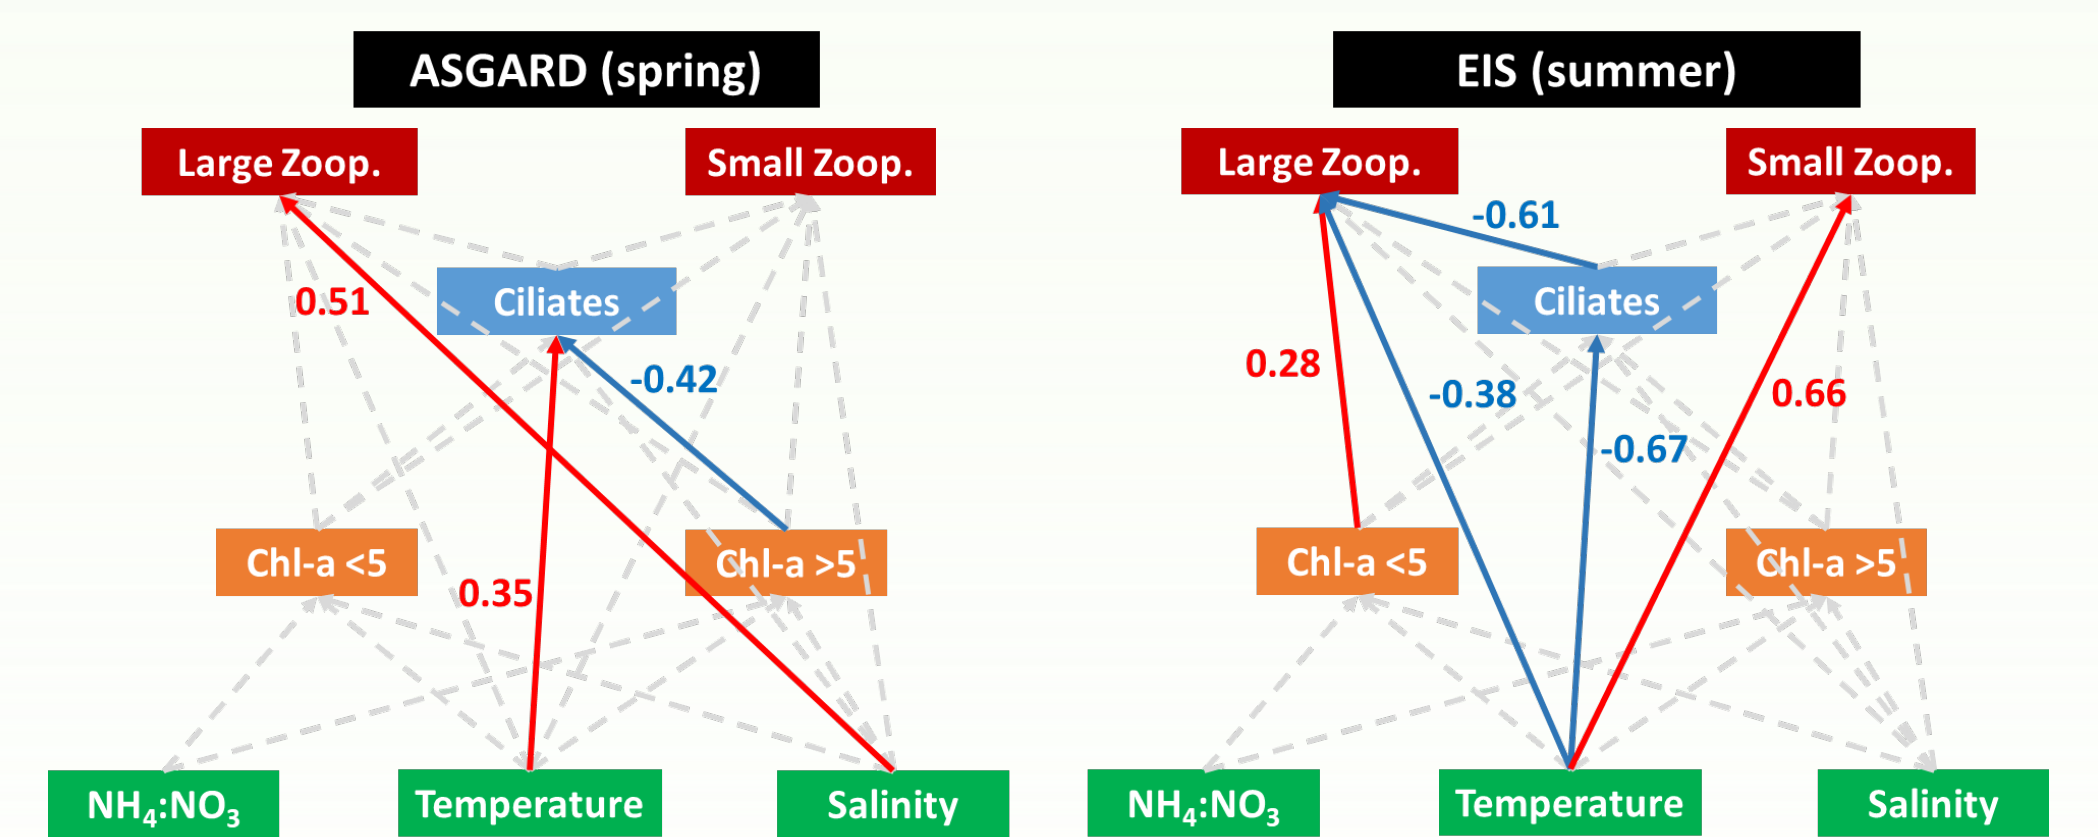 ASGARD (spring)
Large Zoop.
Small Zoop.
Ciliates
0.51
-0.42
Chl-a <5
Chl-a >5
0.35
NH₄:NO₃
Temperature
Salinity
EIS (summer)
Large Zoop.
Small Zoop.
-0.61
Ciliates
0.28
-0.38
0.66
-0.67
Chl-a <5
Chl-a >5
NH₄:NO₃
Temperature
Salinity